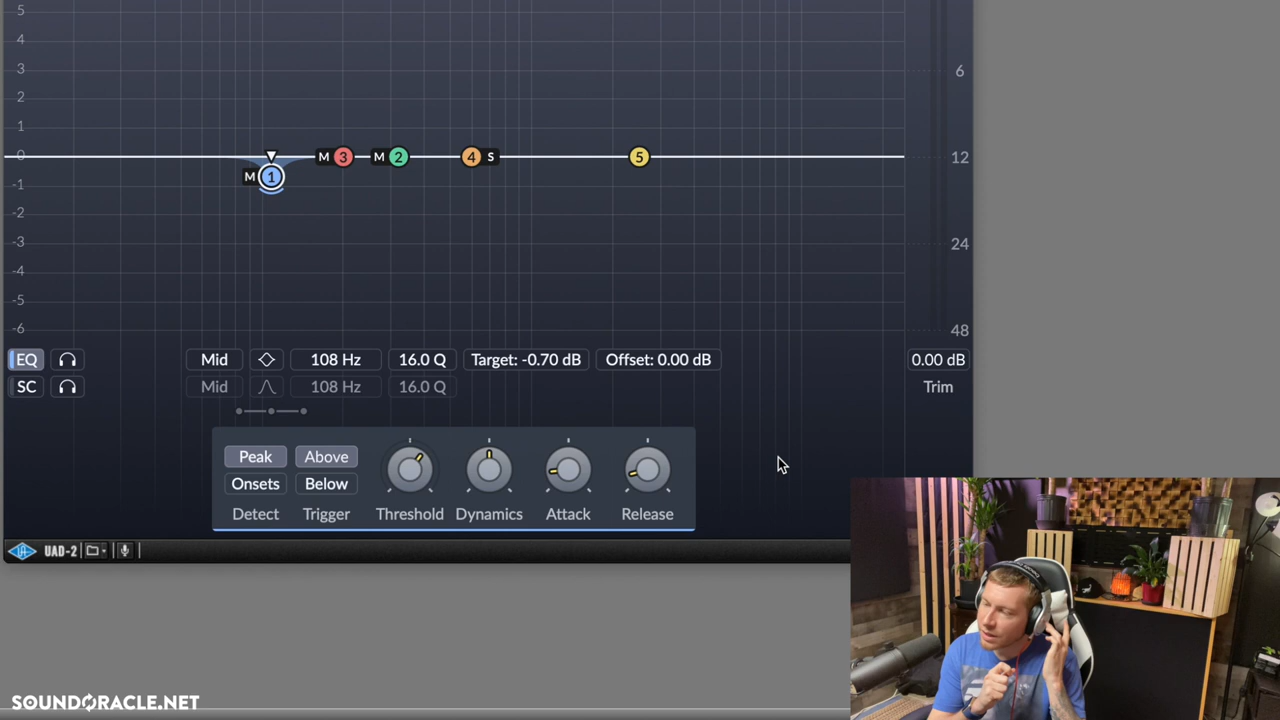 5
4
3
2
1
0
-1
-2
-3
-4
-5
-6
6
12
24
48
M 3 M 2 4 S 5
M 1
EQ Mid 108 Hz 16.0 Q Target: -0.70 dB Offset: 0.00 dB 0.00 dB
SC Mid 108 Hz 16.0 Q Trim
Peak Above
Onsets Below
Detect Trigger Threshold Dynamics Attack Release
UAD-2
SOUNDORACLE.NET